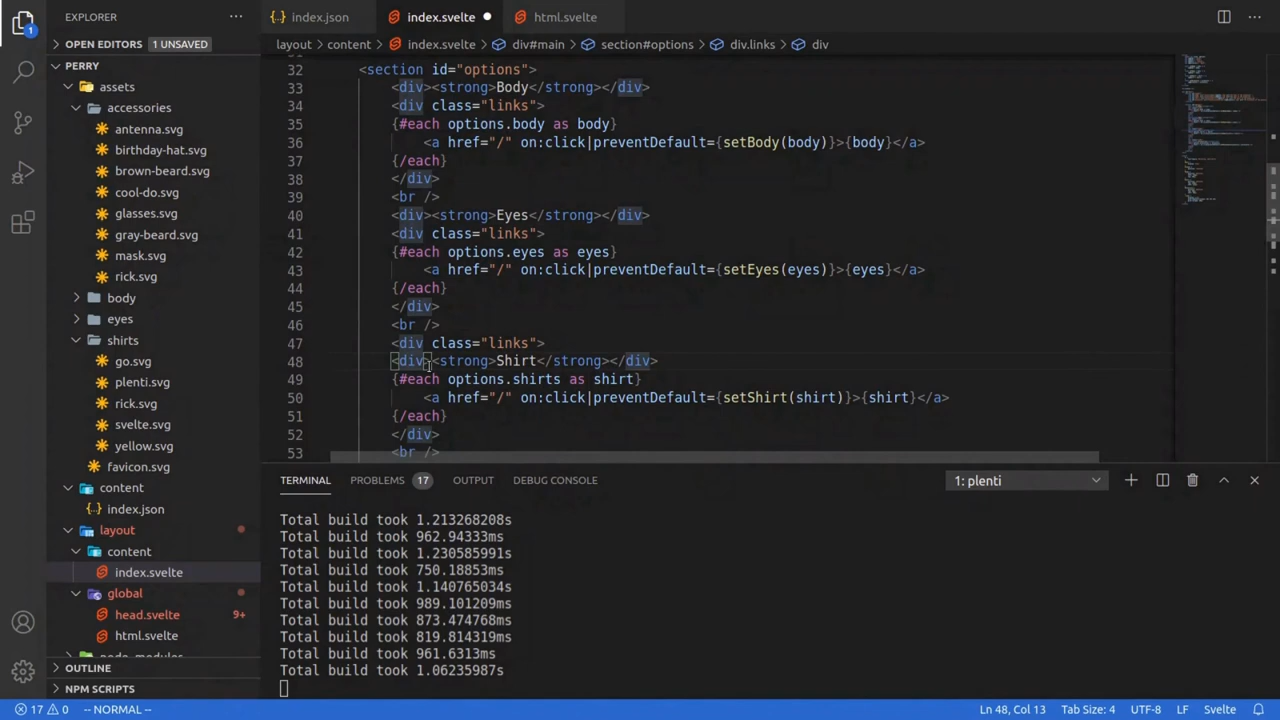 EXPLORER
OPEN EDITORS 1 UNSAVED
PERRY
assets
accessories
antenna.svg
birthday-hat.svg
brown-beard.svg
cool-do.svg
glasses.svg
gray-beard.svg
mask.svg
rick.svg
body
eyes
shirts
go.svg
plenti.svg
rick.svg
svelte.svg
yellow.svg
favicon.svg
content
index.json
layout
content
index.svelte
global
head.svelte 9+
html.svelte
node_modules
OUTLINE
NPM SCRIPTS
index.json index.svelte html.svelte
layout > content > index.svelte > div#main > section#options > div.links > div
32 <section id="options">
33 <div><strong>Body</strong></div>
34 <div class="links">
35 {#each options.body as body}
36 <a href="/" on:click|preventDefault={setBody(body)}>{body}</a>
37 {/each}
38 </div>
39 <br />
40 <div><strong>Eyes</strong></div>
41 <div class="links">
42 {#each options.eyes as eyes}
43 <a href="/" on:click|preventDefault={setEyes(eyes)}>{eyes}</a>
44 {/each}
45 </div>
46 <br />
47 <div class="links">
48 <div><strong>Shirt</strong></div>
49 {#each options.shirts as shirt}
50 <a href="/" on:click|preventDefault={setShirt(shirt)}>{shirt}</a>
51 {/each}
52 </div>
53 <br />
TERMINAL PROBLEMS 17 OUTPUT DEBUG CONSOLE 1: plenti
Total build took 1.213268208s
Total build took 962.94333ms
Total build took 1.230585991s
Total build took 750.18853ms
Total build took 1.140765034s
Total build took 989.101209ms
Total build took 873.474768ms
Total build took 819.814319ms
Total build took 961.6313ms
Total build took 1.06235987s
17 0 -- NORMAL -- Ln 48, Col 13 Tab Size: 4 UTF-8 LF Svelte